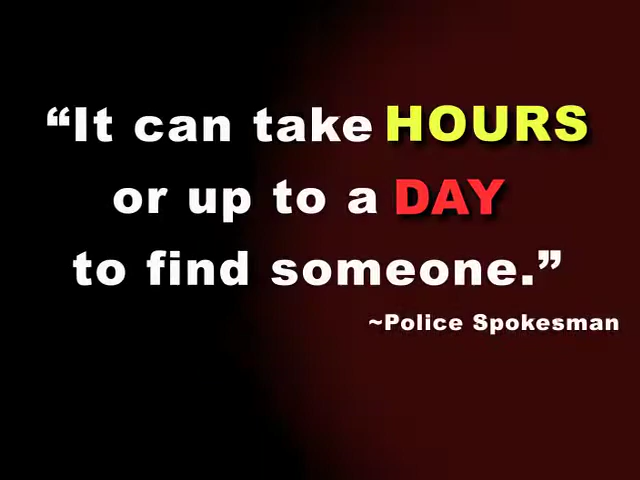 “It can take HOURS
or up to a DAY
to find someone.”
~Police Spokesman